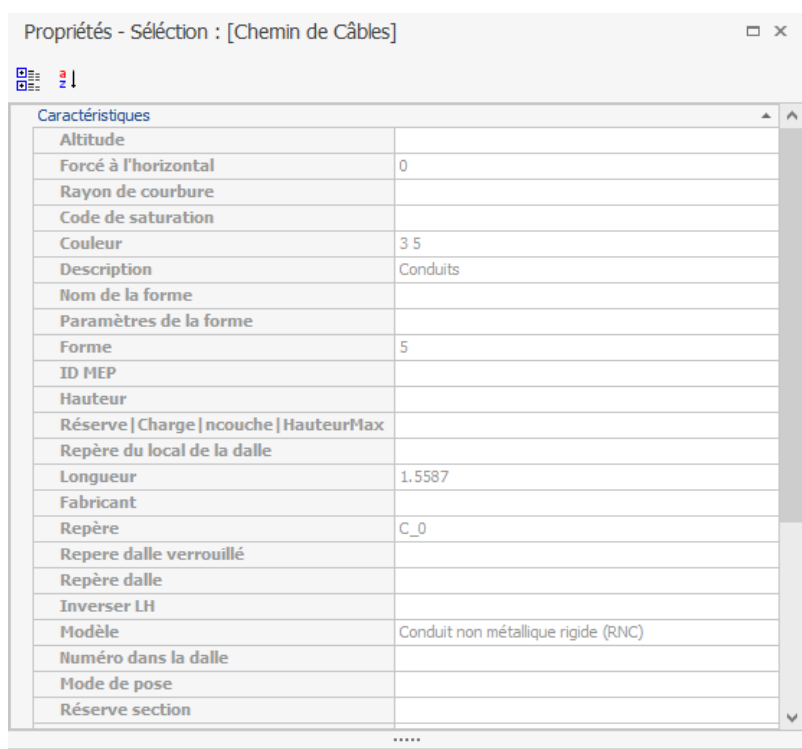 Propriétés - Séléction : [Chemin de Câbles]
a
z
Caractéristiques
Altitude
Forcé à l'horizontal 0
Rayon de courbure
Code de saturation
Couleur 3 5
Description Conduits
Nom de la forme
Paramètres de la forme
Forme 5
ID MEP
Hauteur
Réserve|Charge|ncouche|HauteurMax
Repère du local de la dalle
Longueur 1.5587
Fabricant
Repère C_0
Repere dalle verrouillé
Repère dalle
Inverser LH
Modèle Conduit non métallique rigide (RNC)
Numéro dans la dalle
Mode de pose
Réserve section